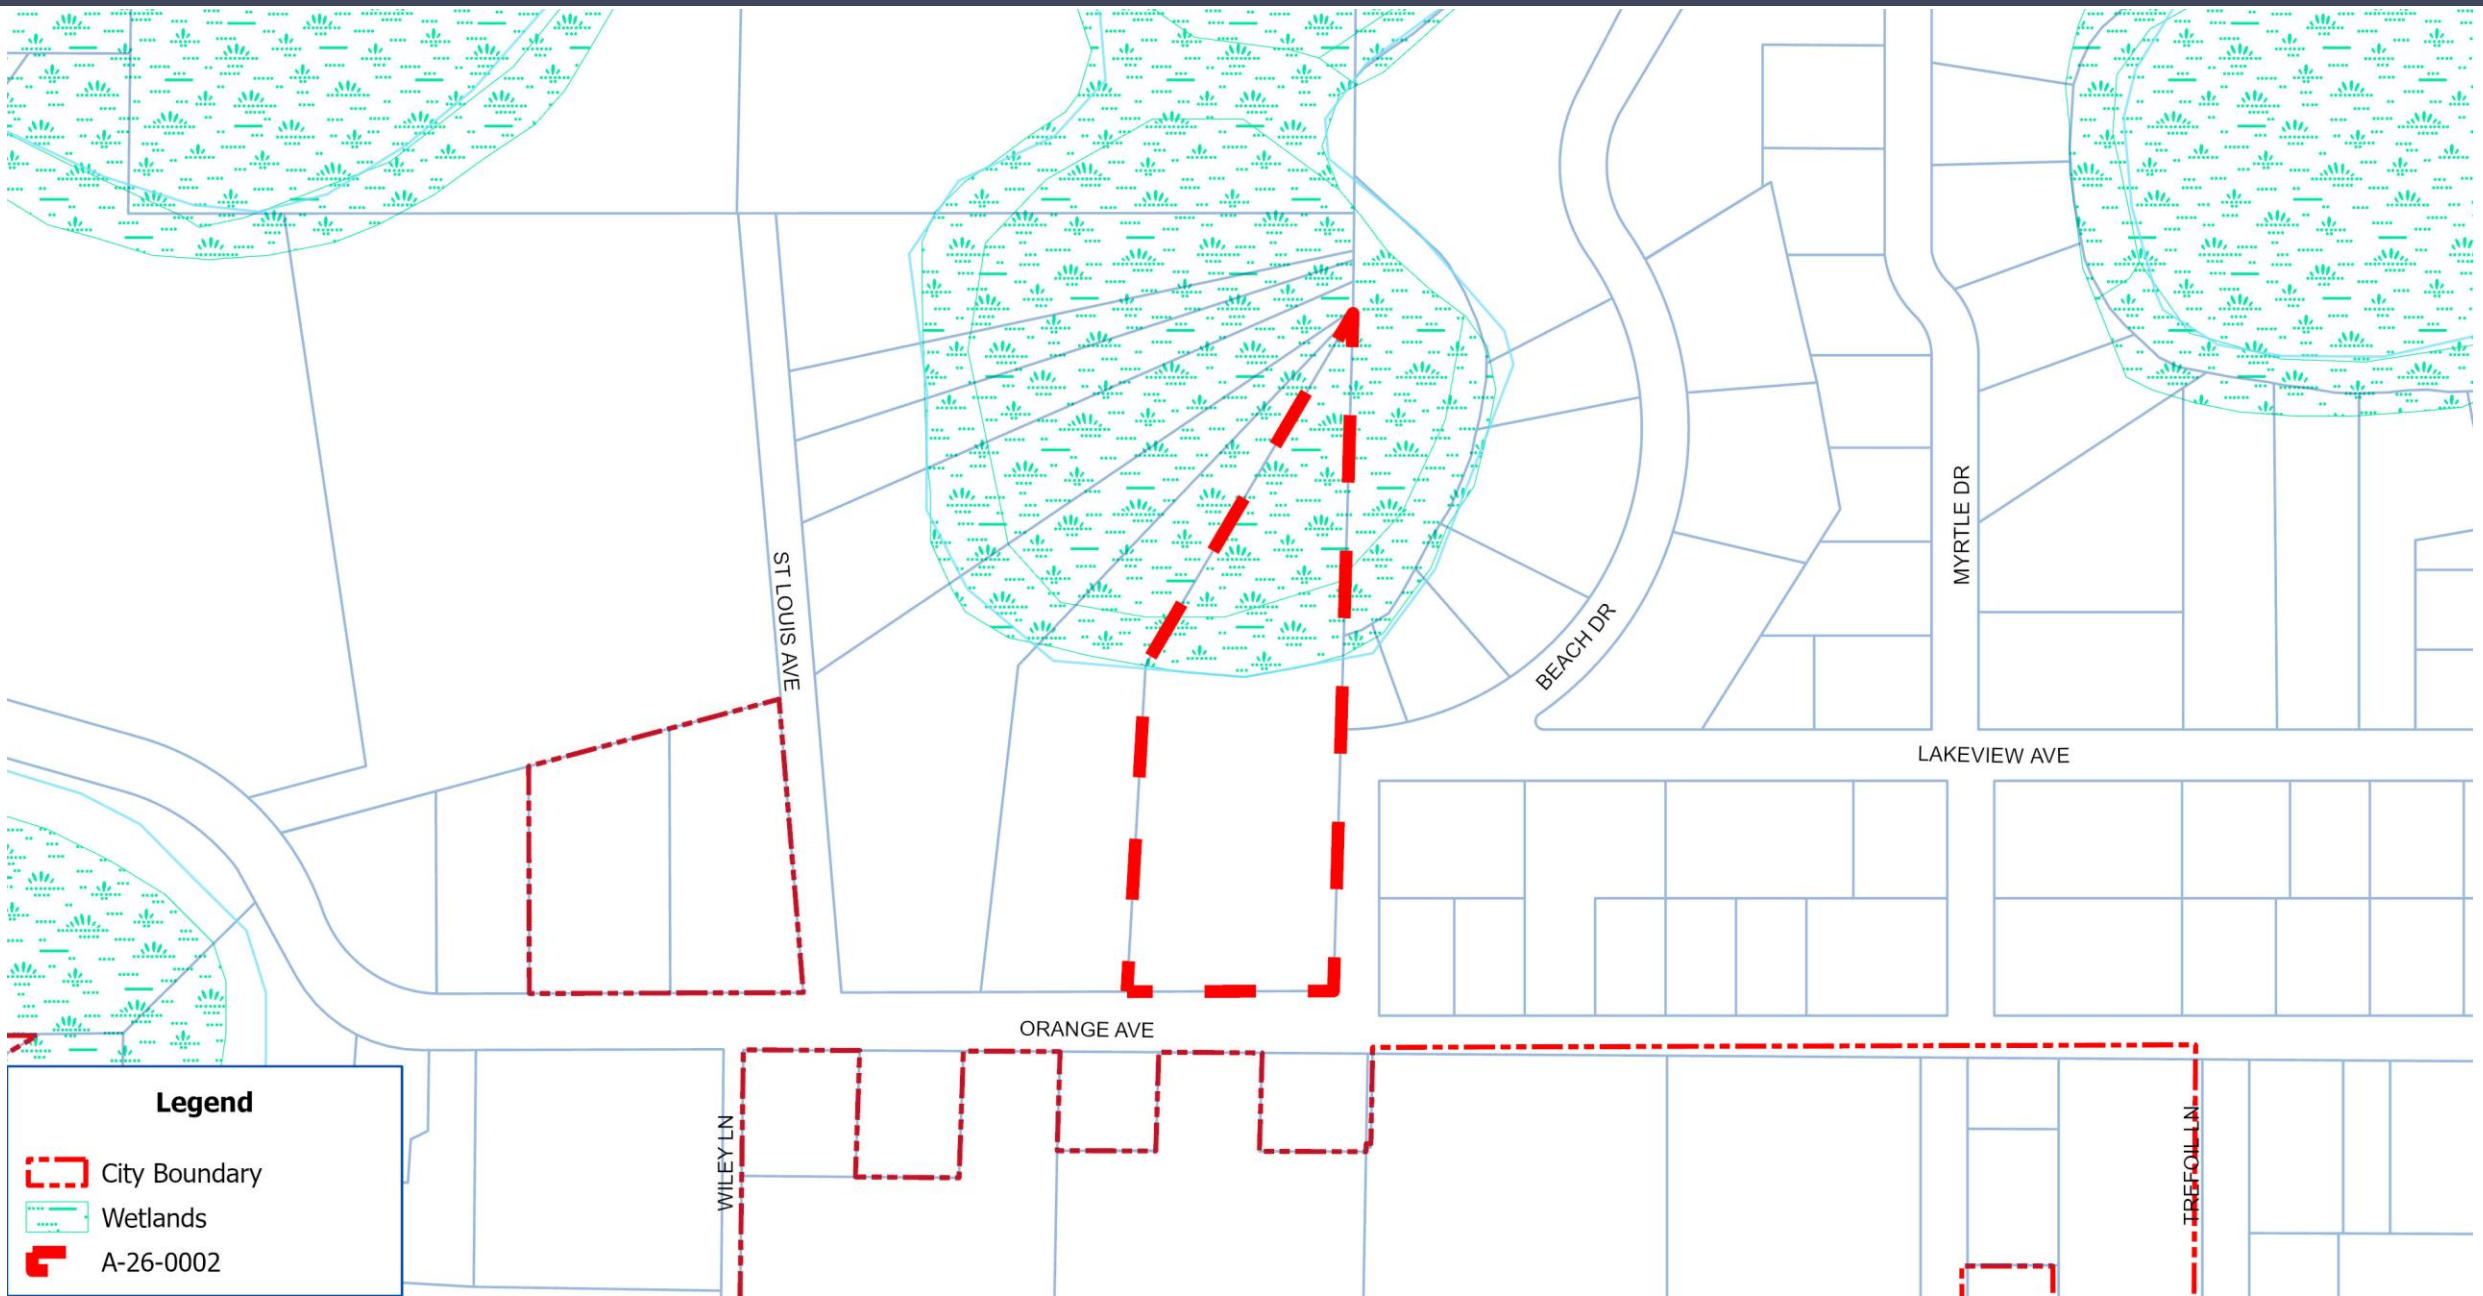 ST LOUIS AVE
MYRTLE DR
BEACH DR
LAKEVIEW AVE
ORANGE AVE
WILEY LN
TREFOIL LN
Legend
City Boundary
Wetlands
A-26-0002